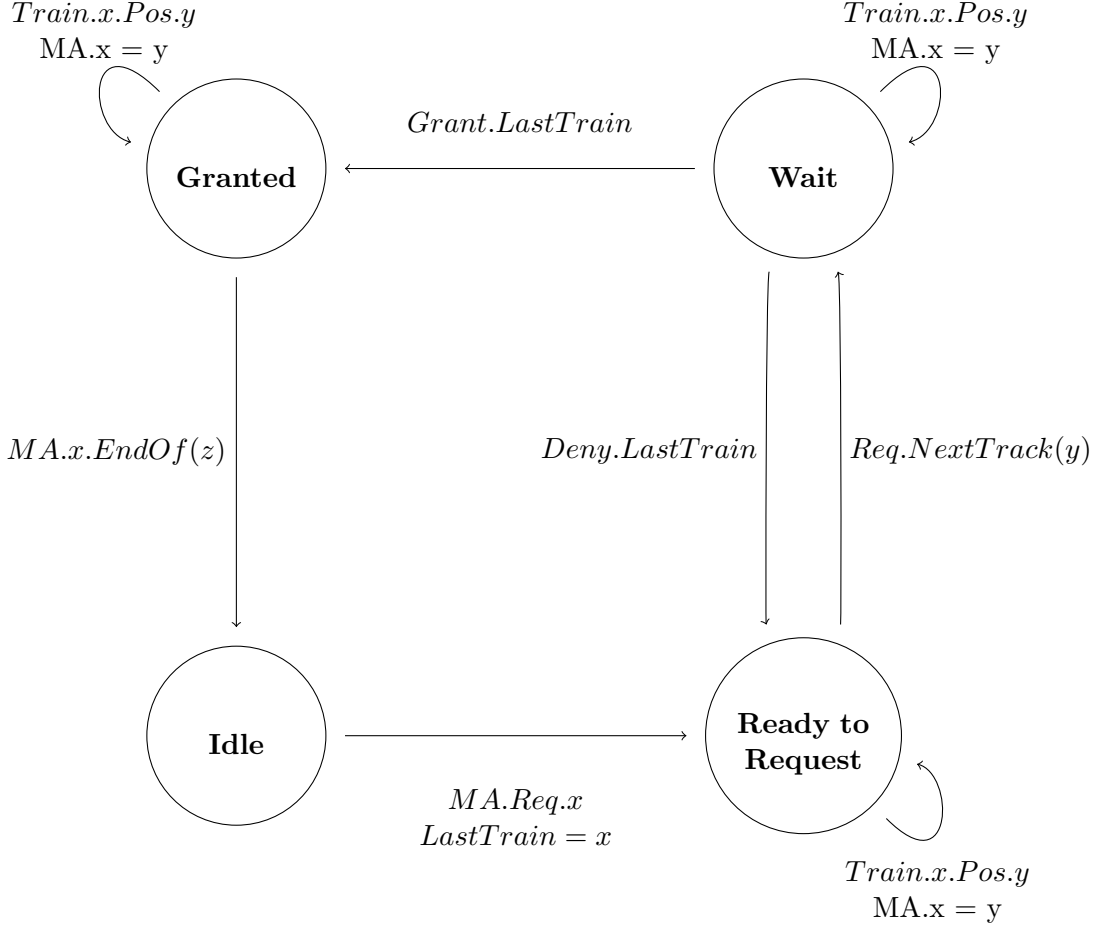 Train.x.Pos.y
MA.x = y
Train.x.Pos.y
MA.x = y
Grant.LastTrain
Granted
Wait
MA.x.EndOf(z)
Deny.LastTrain
Req.NextTrack(y)
Idle
Ready to
Request
MA.Req.x
LastTrain = x
Train.x.Pos.y
MA.x = y